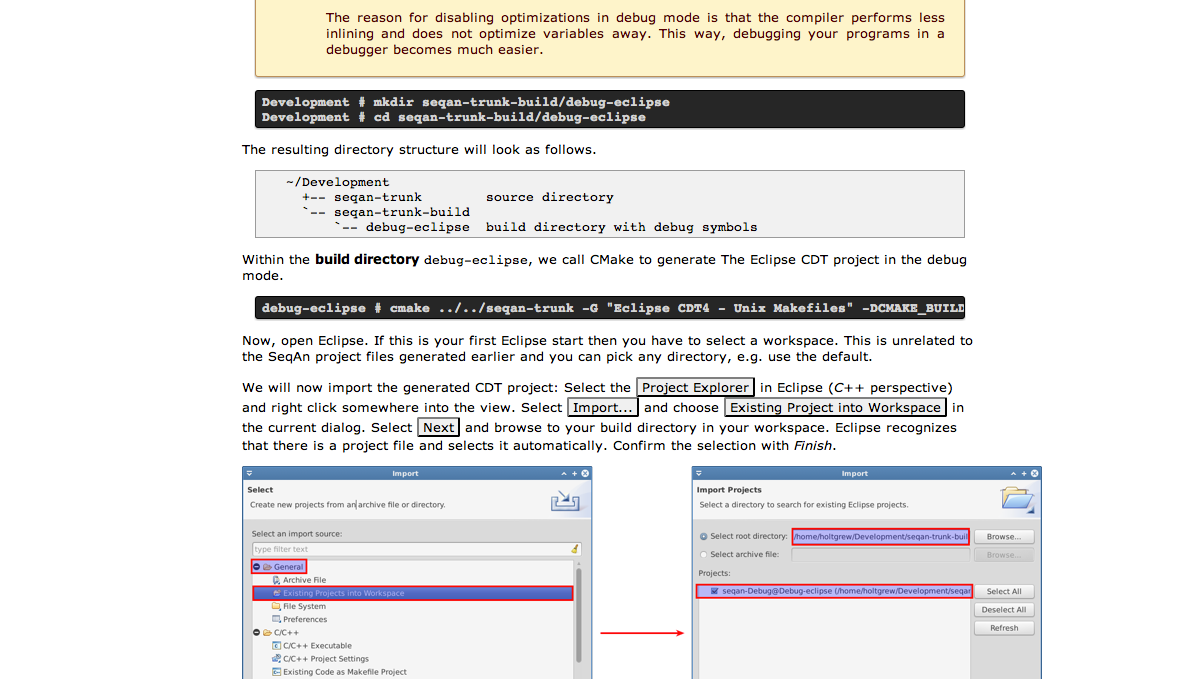 The reason for disabling optimizations in debug mode is that the compiler performs less
inlining and does not optimize variables away. This way, debugging your programs in a
debugger becomes much easier.
Development # mkdir seqan-trunk-build/debug-eclipse
Development # cd seqan-trunk-build/debug-eclipse
The resulting directory structure will look as follows.
~/Development
+-- seqan-trunk source directory
`-- seqan-trunk-build
`-- debug-eclipse build directory with debug symbols
Within the build directory debug-eclipse, we call CMake to generate The Eclipse CDT project in the debug
mode.
debug-eclipse # cmake ../../seqan-trunk -G "Eclipse CDT4 - Unix Makefiles" -DCMAKE_BUILD
Now, open Eclipse. If this is your first Eclipse start then you have to select a workspace. This is unrelated to
the SeqAn project files generated earlier and you can pick any directory, e.g. use the default.
We will now import the generated CDT project: Select the Project Explorer in Eclipse (C++ perspective)
and right click somewhere into the view. Select Import... and choose Existing Project into Workspace in
the current dialog. Select Next and browse to your build directory in your workspace. Eclipse recognizes
that there is a project file and selects it automatically. Confirm the selection with Finish.
Import
Select
Create new projects from an archive file or directory.
Select an import source:
type filter text
General
Archive File
Existing Projects into Workspace
File System
Preferences
C/C++
C/C++ Executable
C/C++ Project Settings
Existing Code as Makefile Project
Import
Import Projects
Select a directory to search for existing Eclipse projects.
Select root directory: /home/holtgrew/Development/seqan-trunk-buil Browse...
Select archive file: Browse...
Projects:
seqan-Debug@Debug-eclipse (/home/holtgrew/Development/seqan Select All
Deselect All
Refresh